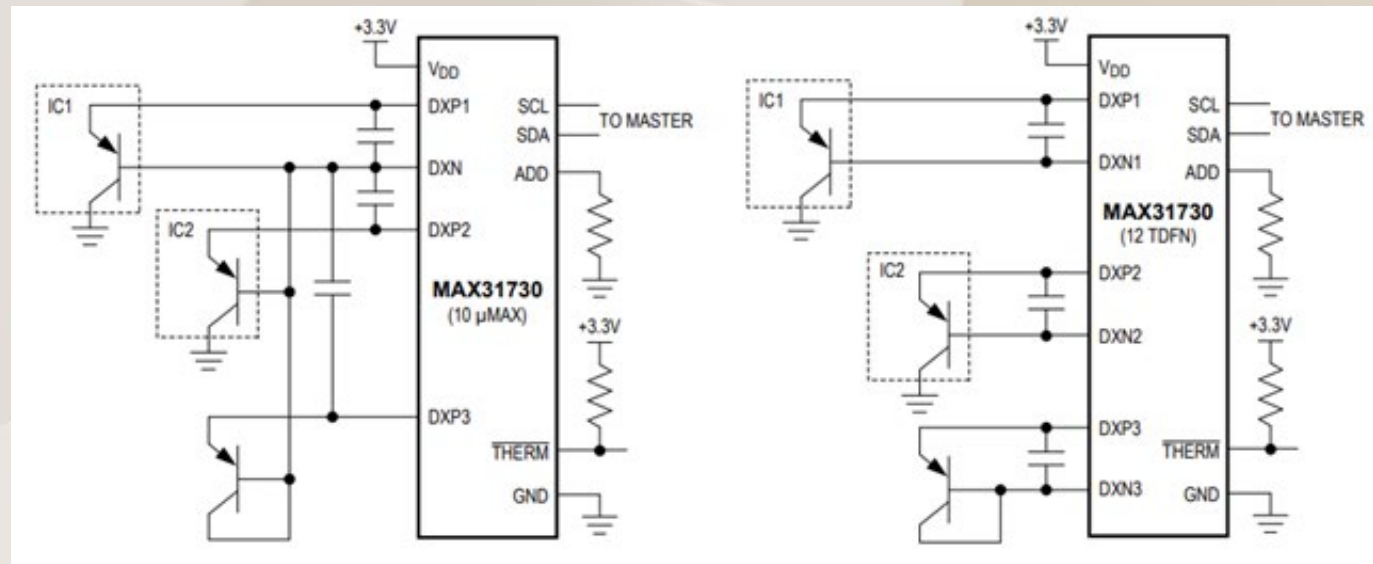 +3.3V
VDD
IC1
DXP1
SCL
TO MASTER
SDA
DXN
ADD
IC2
DXP2
MAX31730
(10 µMAX)
+3.3V
DXP3
THERM
GND
+3.3V
VDD
IC1
DXP1
SCL
TO MASTER
SDA
DXN1
ADD
MAX31730
(12 TDFN)
IC2
DXP2
+3.3V
DXN2
DXP3
THERM
DXN3
GND